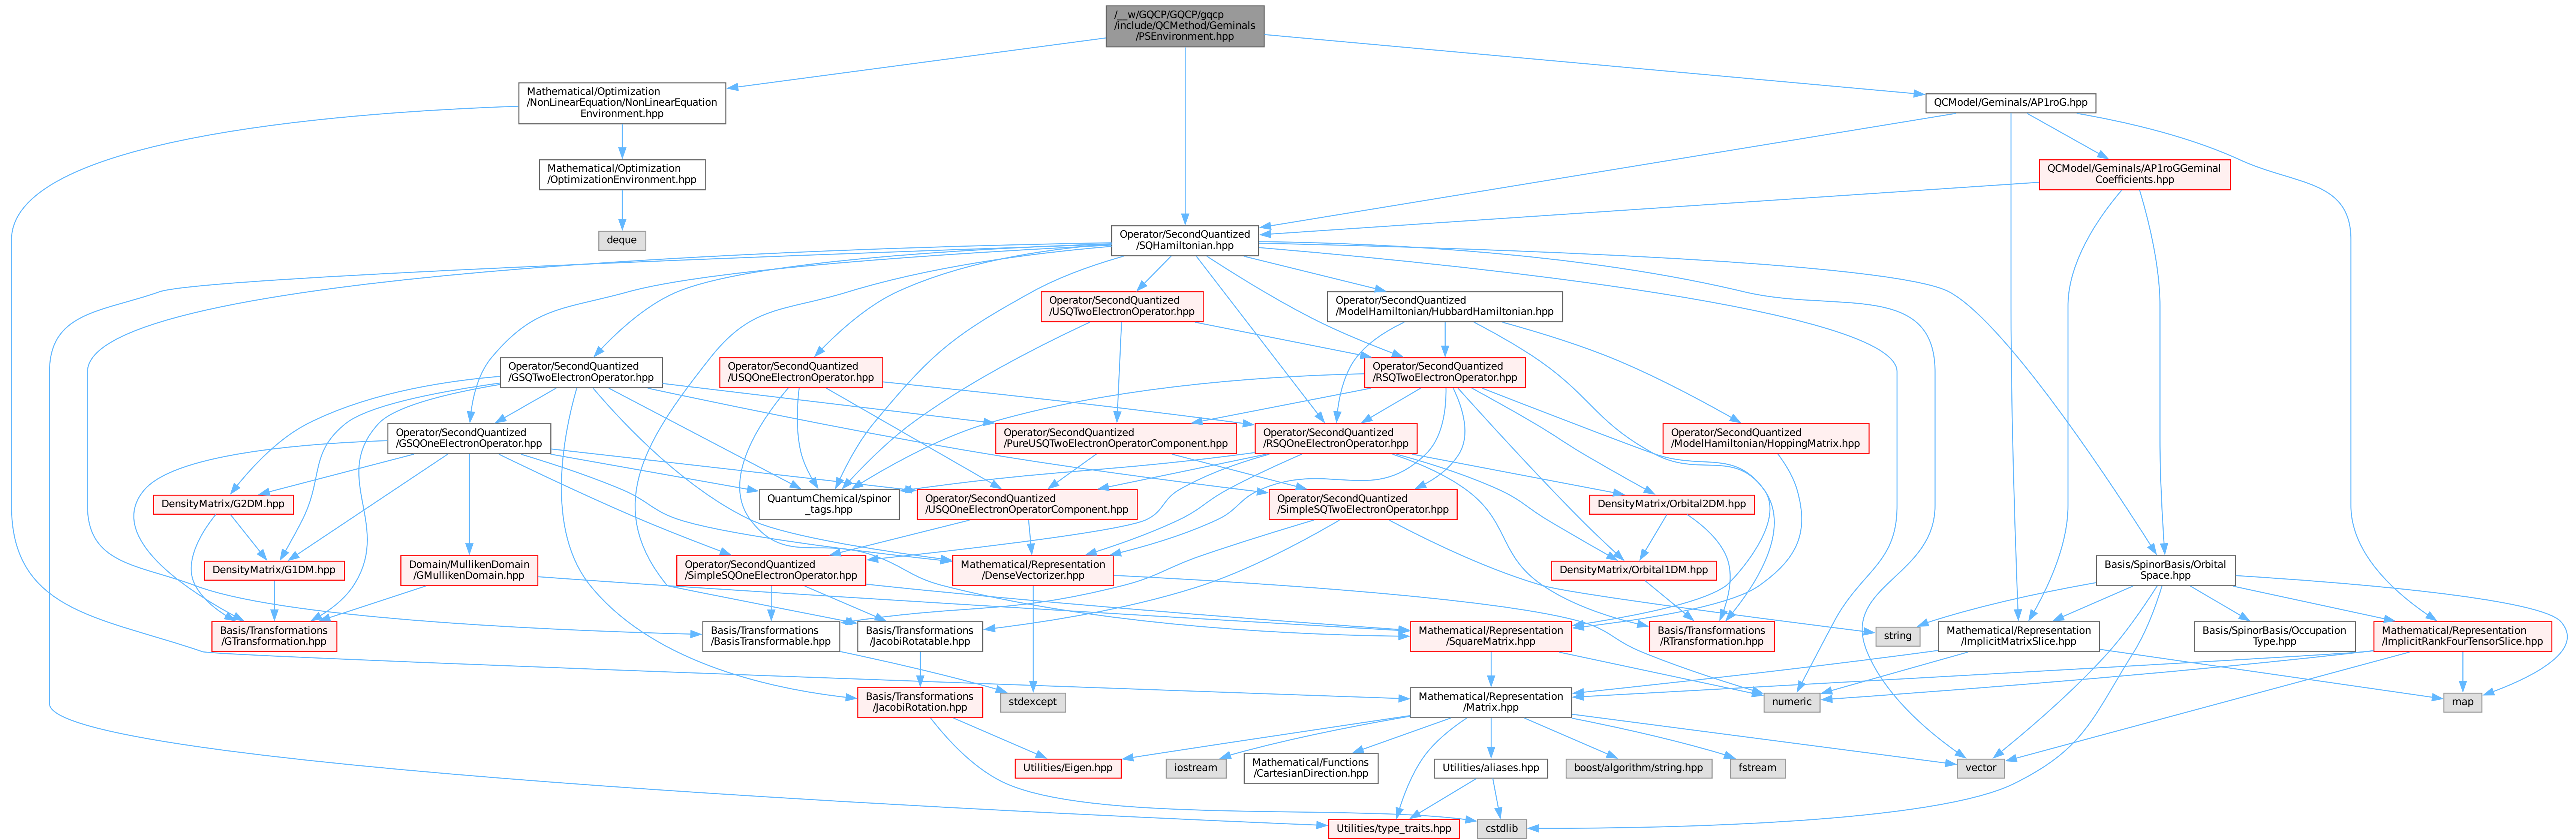 /__w/GQCP/GQCP/gqcp
/include/QCMethod/Geminals
/PSEnvironment.hpp
Mathematical/Optimization
/NonLinearEquation/NonLinearEquation
Environment.hpp
QCModel/Geminals/AP1roG.hpp
Mathematical/Optimization
/OptimizationEnvironment.hpp
QCModel/Geminals/AP1roGGeminal
Coefficients.hpp
deque
Operator/SecondQuantized
/SQHamiltonian.hpp
Operator/SecondQuantized
/USQTwoElectronOperator.hpp
Operator/SecondQuantized
/ModelHamiltonian/HubbardHamiltonian.hpp
Operator/SecondQuantized
/GSQTwoElectronOperator.hpp
Operator/SecondQuantized
/USQOneElectronOperator.hpp
Operator/SecondQuantized
/RSQTwoElectronOperator.hpp
Operator/SecondQuantized
/GSQOneElectronOperator.hpp
Operator/SecondQuantized
/PureUSQTwoElectronOperatorComponent.hpp
Operator/SecondQuantized
/RSQOneElectronOperator.hpp
Operator/SecondQuantized
/ModelHamiltonian/HoppingMatrix.hpp
DensityMatrix/G2DM.hpp
QuantumChemical/spinor
_tags.hpp
Operator/SecondQuantized
/USQOneElectronOperatorComponent.hpp
Operator/SecondQuantized
/SimpleSQTwoElectronOperator.hpp
DensityMatrix/Orbital2DM.hpp
DensityMatrix/G1DM.hpp
Domain/MullikenDomain
/GMullikenDomain.hpp
Operator/SecondQuantized
/SimpleSQOneElectronOperator.hpp
Mathematical/Representation
/DenseVectorizer.hpp
DensityMatrix/Orbital1DM.hpp
Basis/SpinorBasis/Orbital
Space.hpp
Basis/Transformations
/GTransformation.hpp
Basis/Transformations
/BasisTransformable.hpp
Basis/Transformations
/JacobiRotatable.hpp
Mathematical/Representation
/SquareMatrix.hpp
Basis/Transformations
/RTransformation.hpp
string
Mathematical/Representation
/ImplicitMatrixSlice.hpp
Basis/SpinorBasis/Occupation
Type.hpp
Mathematical/Representation
/ImplicitRankFourTensorSlice.hpp
Basis/Transformations
/JacobiRotation.hpp
stdexcept
Mathematical/Representation
/Matrix.hpp
numeric
map
Utilities/Eigen.hpp
iostream
Mathematical/Functions
/CartesianDirection.hpp
Utilities/aliases.hpp
boost/algorithm/string.hpp
fstream
vector
Utilities/type_traits.hpp
cstdlib